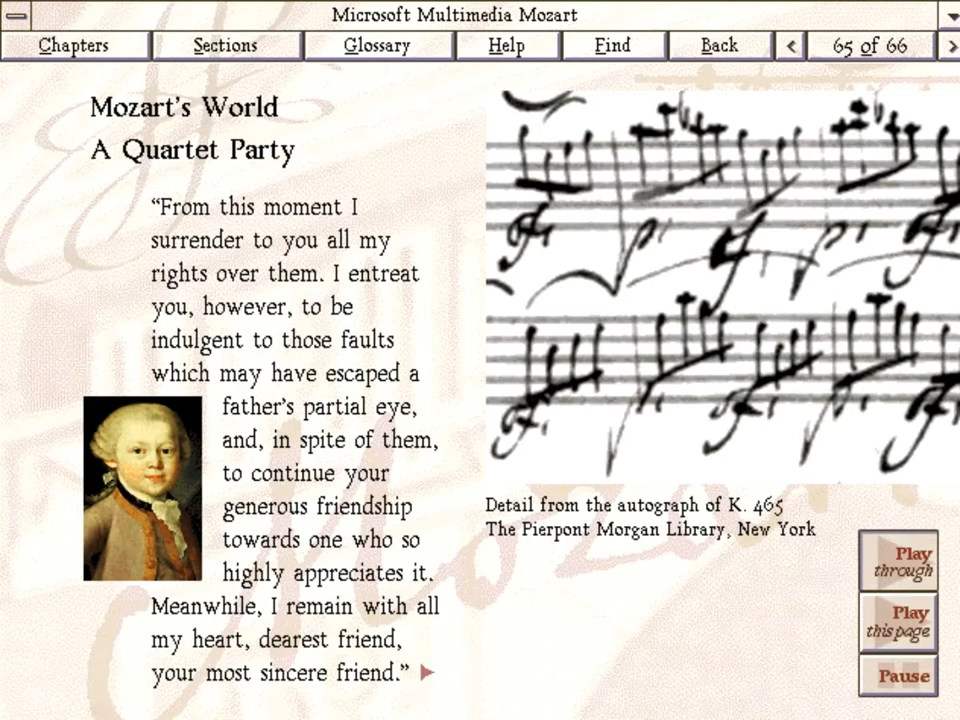 Microsoft Multimedia Mozart
Chapters Sections Glossary Help Find Back < 65 of 66 >
Mozart's World
A Quartet Party
“From this moment I
surrender to you all my
rights over them. I entreat
you, however, to be
indulgent to those faults
which may have escaped a
father's partial eye,
and, in spite of them,
to continue your
generous friendship
towards one who so
highly appreciates it.
Meanwhile, I remain with all
my heart, dearest friend,
your most sincere friend.”
Detail from the autograph of K. 465
The Pierpont Morgan Library, New York
Play
through
Play
this page
Pause